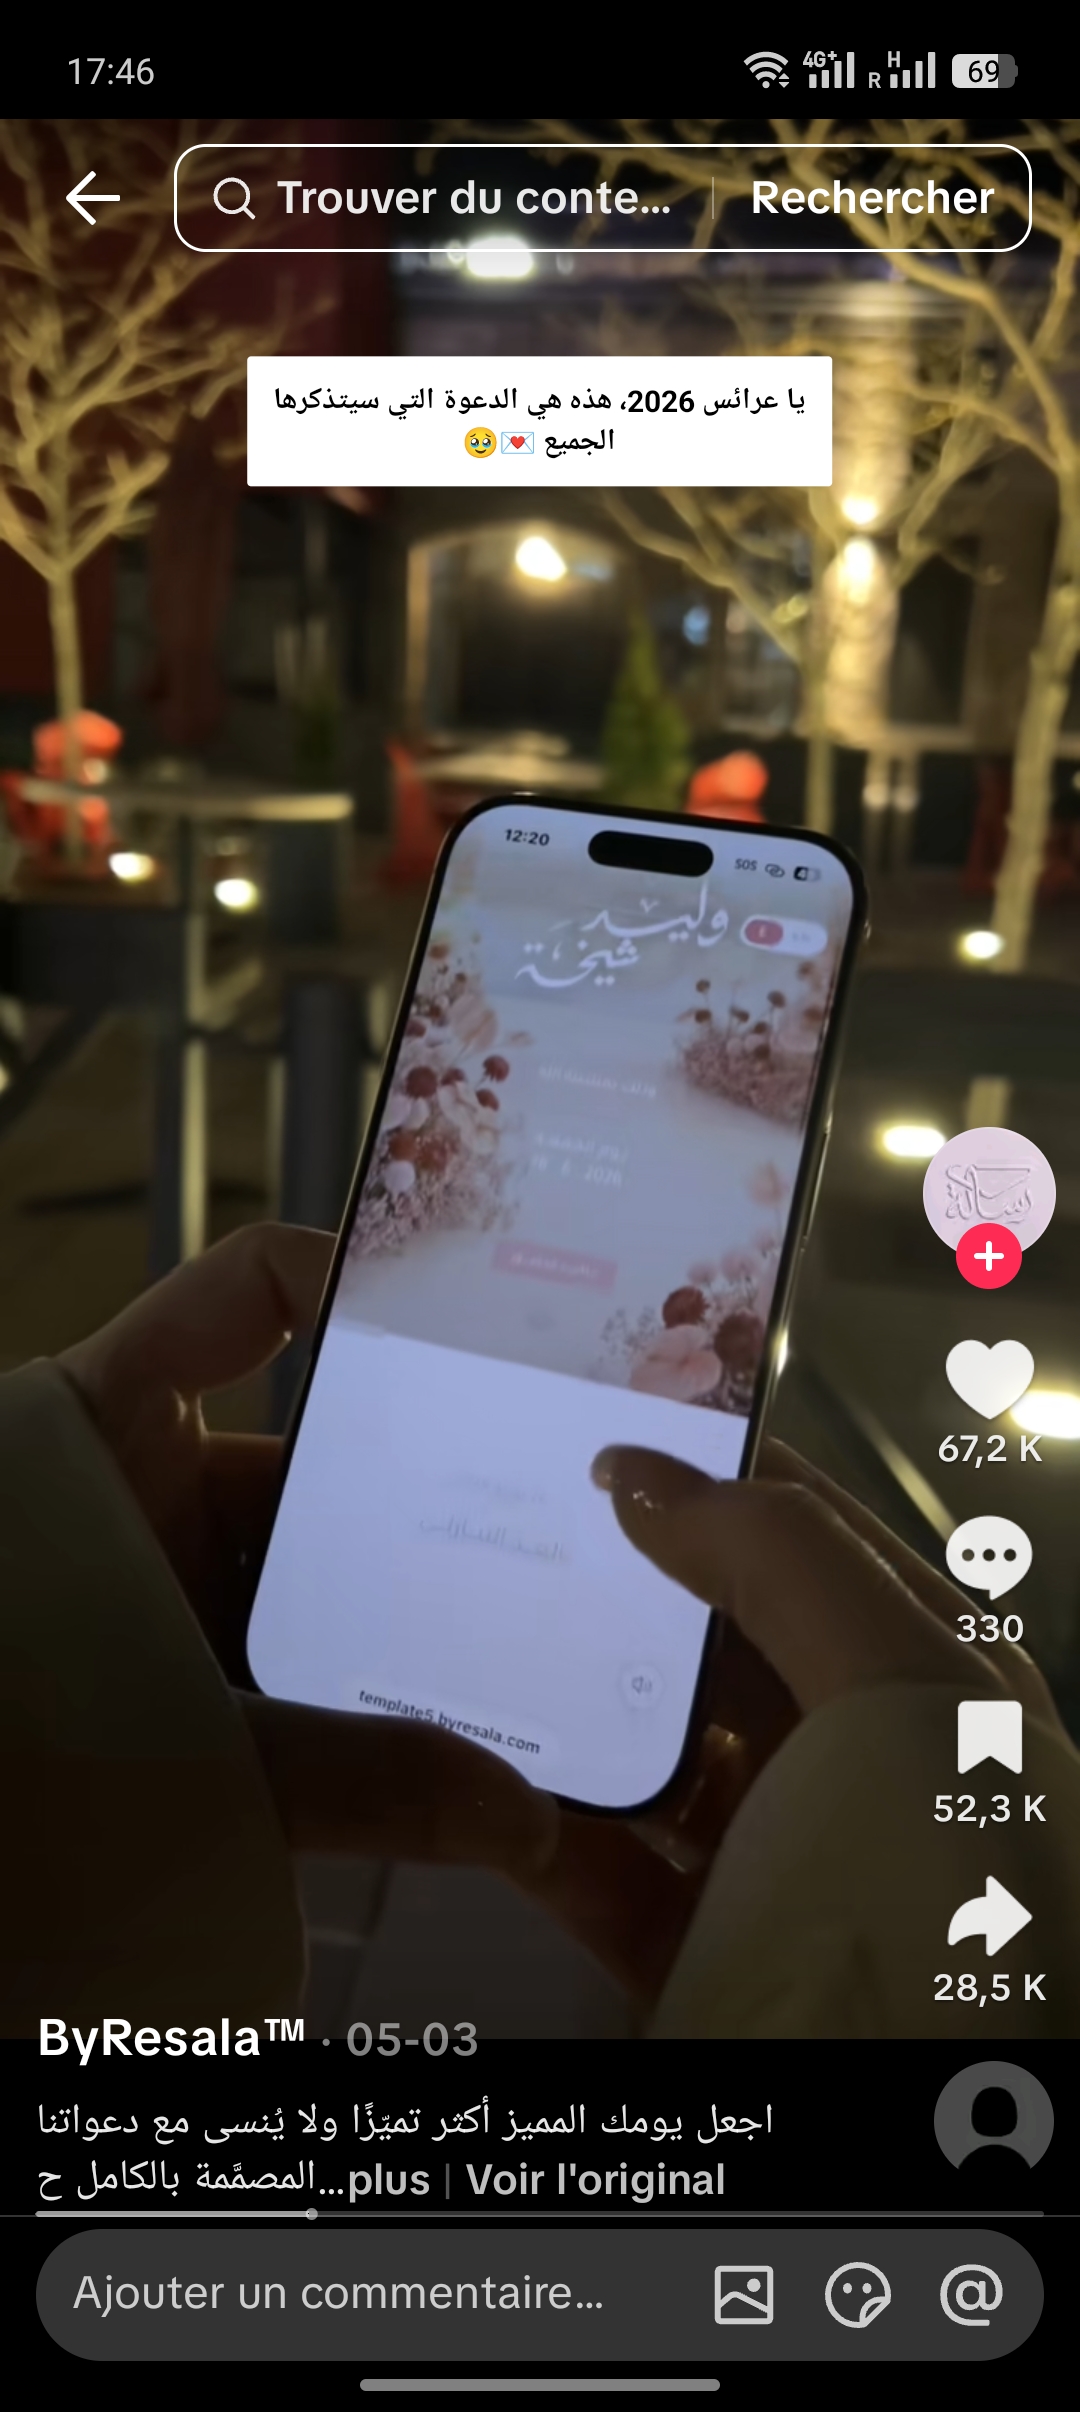 17:46
4G+
R
H
69
Trouver du conte...
Rechercher
يا عرائس 2026، هذه هي الدعوة التي سيتذكرها
الجميع 💌🥹
12:20
SOS
وليد
شيخة
template5.byresala.com
رسالة
67,2 K
330
52,3 K
28,5 K
ByResala™ · 05-03
اجعل يومك المميز أكثر تميّزًا ولا يُنسى مع دعواتنا
المصمَّمة بالكامل ح...plus | Voir l'original
Ajouter un commentaire...